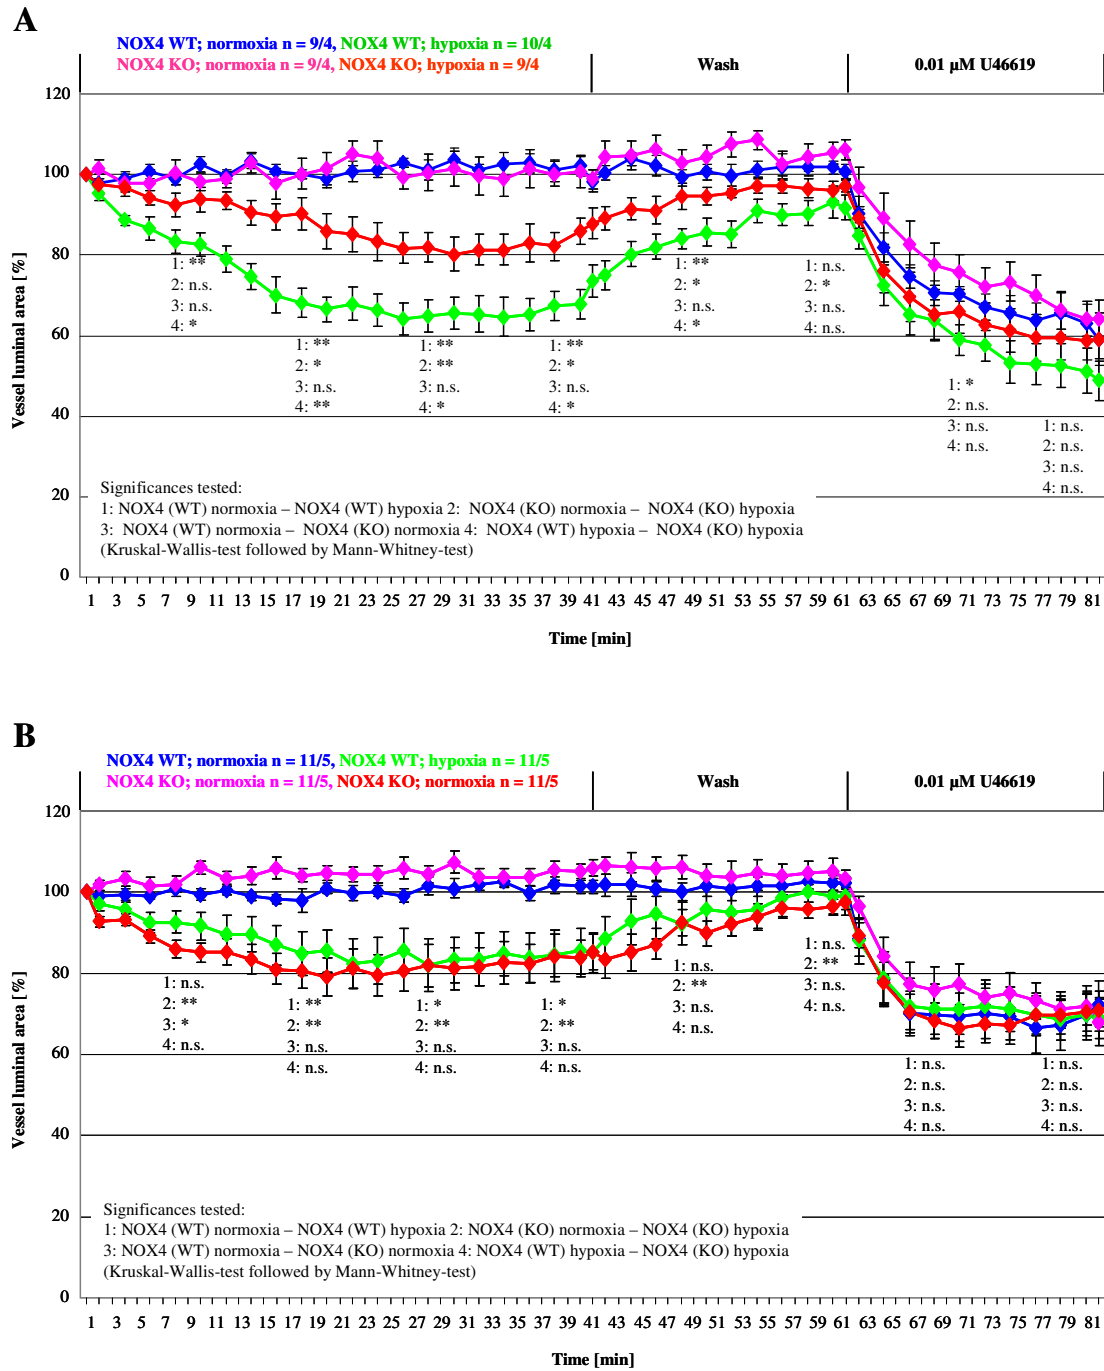 A
NOX4 WT; normoxia n = 9/4, NOX4 WT; hypoxia n = 10/4
NOX4 KO; normoxia n = 9/4, NOX4 KO; hypoxia n = 9/4
Wash
0.01 µM U46619
120
100
80
60
40
20
0
Vessel luminal area [%]
1: **
2: n.s.
3: n.s.
4: *
1: **
2: *
3: n.s.
4: **
1: **
2: **
3: n.s.
4: *
1: **
2: *
3: n.s.
4: *
1: **
2: *
3: n.s.
4: *
1: n.s.
2: *
3: n.s.
4: n.s.
1: *
2: n.s.
3: n.s.
4: n.s.
1: n.s.
2: n.s.
3: n.s.
4: n.s.
Significances tested:
1: NOX4 (WT) normoxia – NOX4 (WT) hypoxia 2: NOX4 (KO) normoxia – NOX4 (KO) hypoxia
3: NOX4 (WT) normoxia – NOX4 (KO) normoxia 4: NOX4 (WT) hypoxia – NOX4 (KO) hypoxia
(Kruskal-Wallis-test followed by Mann-Whitney-test)
1 3 5 7 9 11 13 15 17 19 21 23 25 27 29 31 33 35 37 39 41 43 45 47 49 51 53 55 57 59 61 63 65 67 69 71 73 75 77 79 81
Time [min]
B
NOX4 WT; normoxia n = 11/5, NOX4 WT; hypoxia n = 11/5
NOX4 KO; normoxia n = 11/5, NOX4 KO; normoxia n = 11/5
Wash
0.01 µM U46619
120
100
80
60
40
20
0
Vessel luminal area [%]
1: n.s.
2: **
3: *
4: n.s.
1: **
2: **
3: n.s.
4: n.s.
1: *
2: **
3: n.s.
4: n.s.
1: *
2: **
3: n.s.
4: n.s.
1: n.s.
2: **
3: n.s.
4: n.s.
1: n.s.
2: **
3: n.s.
4: n.s.
1: n.s.
2: n.s.
3: n.s.
4: n.s.
1: n.s.
2: n.s.
3: n.s.
4: n.s.
Significances tested:
1: NOX4 (WT) normoxia – NOX4 (WT) hypoxia 2: NOX4 (KO) normoxia – NOX4 (KO) hypoxia
3: NOX4 (WT) normoxia – NOX4 (KO) normoxia 4: NOX4 (WT) hypoxia – NOX4 (KO) hypoxia
(Kruskal-Wallis-test followed by Mann-Whitney-test)
1 3 5 7 9 11 13 15 17 19 21 23 25 27 29 31 33 35 37 39 41 43 45 47 49 51 53 55 57 59 61 63 65 67 69 71 73 75 77 79 81
Time [min]